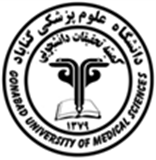 دانشگاه علوم پزشکی گناباد
کمیته تحقیقات دانشجویی
۱۳۷۹
GONABAD UNIVERSITY OF MEDICAL SCIENCES